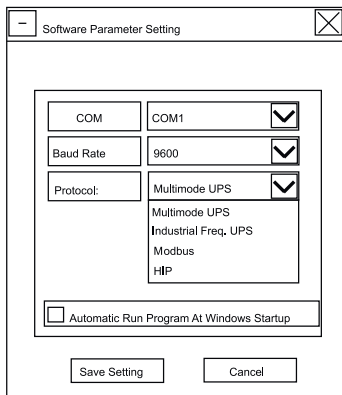 Software Parameter Setting
COM COM1
Baud Rate 9600
Protocol: Multimode UPS
Multimode UPS
Industrial Freq. UPS
Modbus
HIP
Automatic Run Program At Windows Startup
Save Setting Cancel